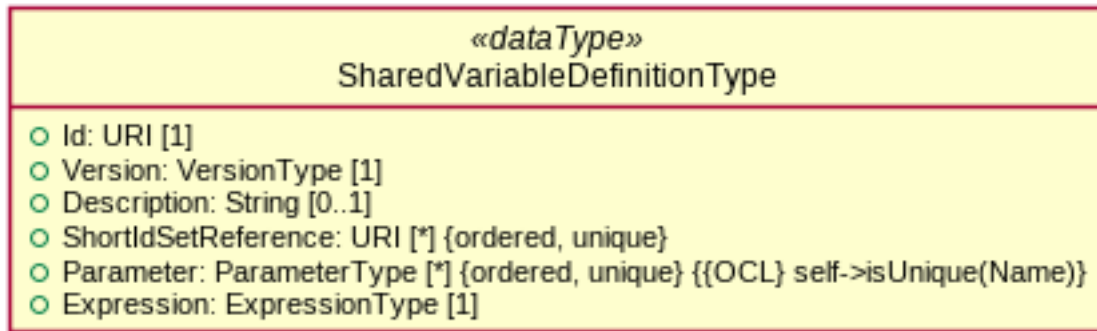 «dataType»
SharedVariableDefinitionType
Id: URI [1]
Version: VersionType [1]
Description: String [0..1]
ShortIdSetReference: URI [*] {ordered, unique}
Parameter: ParameterType [*] {ordered, unique} {{OCL} self->isUnique(Name)}
Expression: ExpressionType [1]